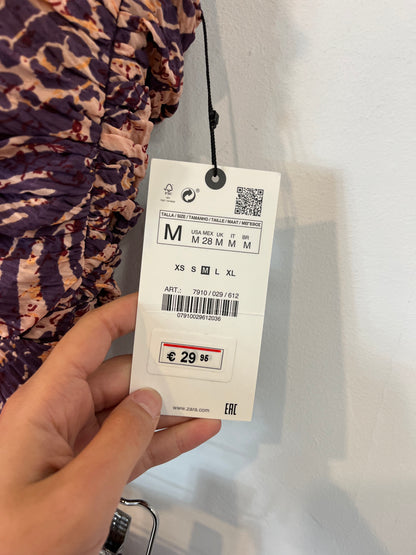 TALLA / SIZE / TAMANHO / TAILLE / MAAT / ΜΕΓΕΘΟΣ
M
USA MEX UK IT BR
M 28 M M M
XS S M L XL
ART.: 7910 / 029 / 612
07910029612036
€ 29 95
www.zara.com
EAC